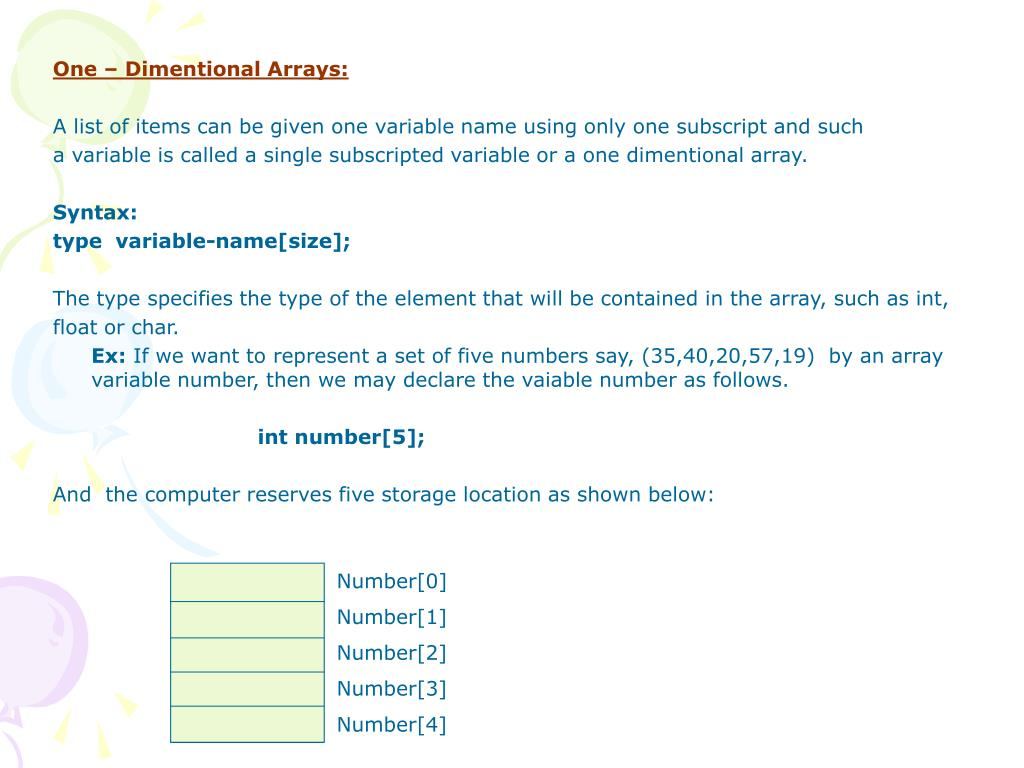 One – Dimentional Arrays:
A list of items can be given one variable name using only one subscript and such
a variable is called a single subscripted variable or a one dimentional array.
Syntax:
type  variable-name[size];
The type specifies the type of the element that will be contained in the array, such as int,
float or char.
Ex: If we want to represent a set of five numbers say, (35,40,20,57,19)  by an array
variable number, then we may declare the vaiable number as follows.
int number[5];
And  the computer reserves five storage location as shown below:
Number[0]
Number[1]
Number[2]
Number[3]
Number[4]